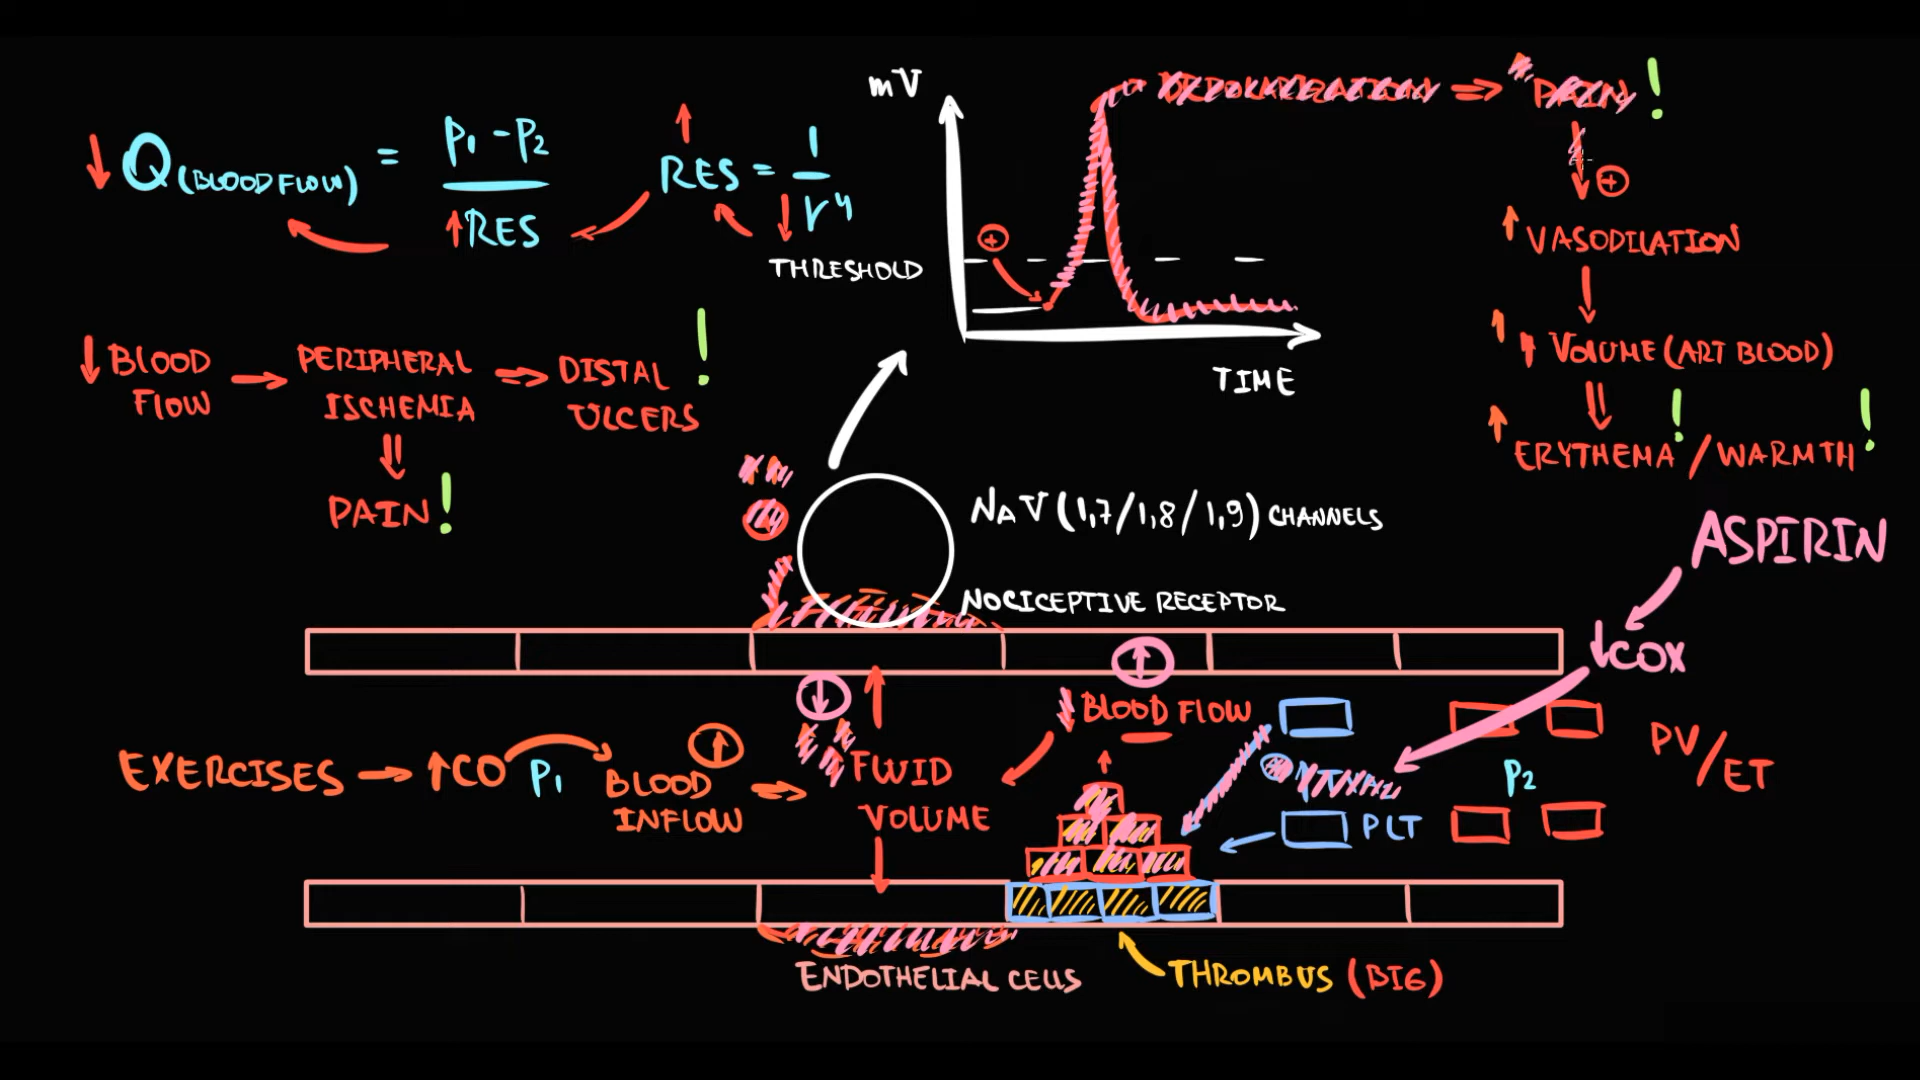 mV
DEPOLARIZATION ⇒ PAIN !
↓ Q (BLOOD FLOW) = P1 - P2 / ↑RES
↑ RES = 1 / ↓ r4
⊕
↑ VASODILATION
THRESHOLD
⊕
↑ VOLUME (ART BLOOD)
TIME
↓ BLOOD FLOW → PERIPHERAL ISCHEMIA ⇒ DISTAL ULCERS !
PAIN !
↑ ERYTHEMA ! / WARMTH !
NAV (1,7/1,8/1,9) CHANNELS
ASPIRIN
NOCICEPTIVE RECEPTOR
↓COX
↓ BLOOD FLOW
EXERCISES → ↑CO
P1
BLOOD INFLOW
FLUID VOLUME
P2
PV/ET
PLT
ENDOTHELIAL CELLS
THROMBUS (BIG)